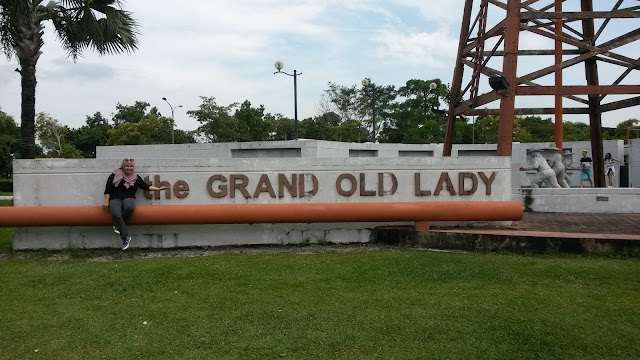 the GRAND OLD LADY